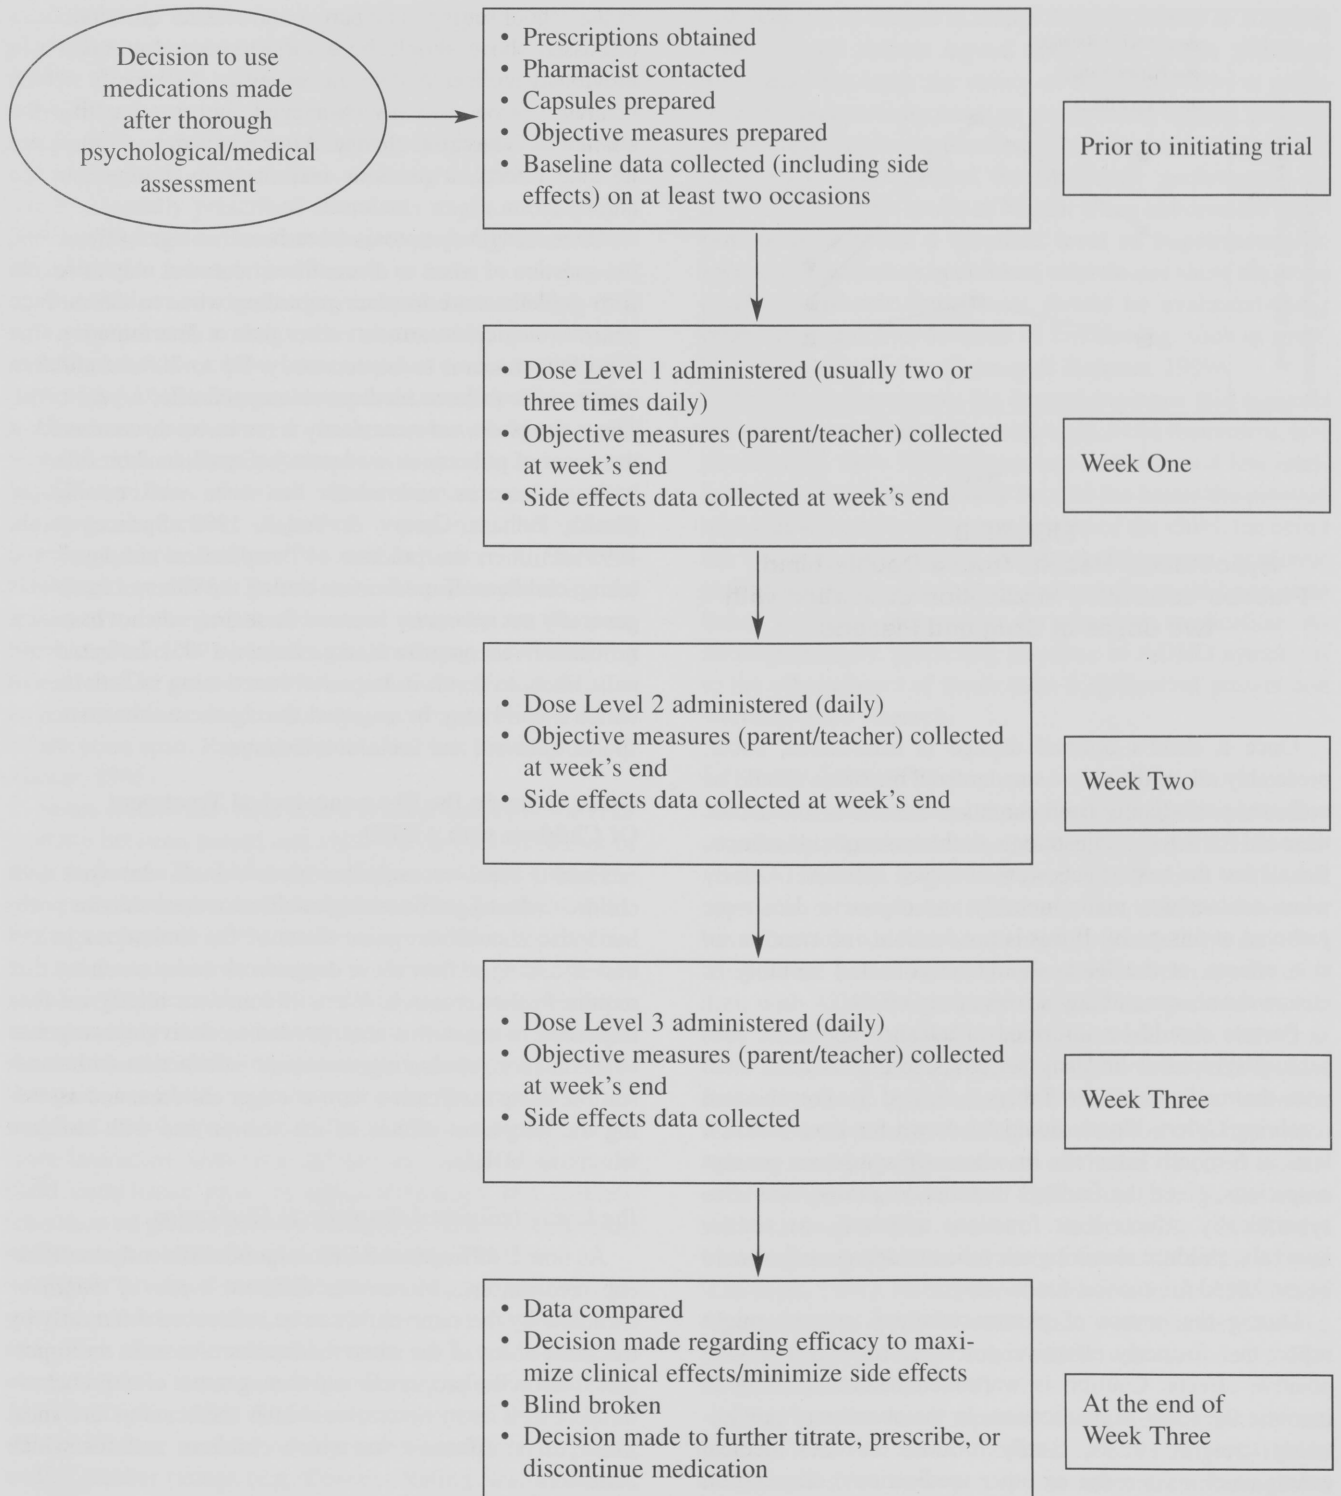 Decision to use
medications made
after thorough
psychological/medical
assessment
• Prescriptions obtained
• Pharmacist contacted
• Capsules prepared
• Objective measures prepared
• Baseline data collected (including side
effects) on at least two occasions
Prior to initiating trial
• Dose Level 1 administered (usually two or
three times daily)
• Objective measures (parent/teacher) collected
at week's end
• Side effects data collected at week's end
Week One
• Dose Level 2 administered (daily)
• Objective measures (parent/teacher) collected
at week's end
• Side effects data collected at week's end
Week Two
• Dose Level 3 administered (daily)
• Objective measures (parent/teacher) collected
at week's end
• Side effects data collected
Week Three
• Data compared
• Decision made regarding efficacy to maxi-
mize clinical effects/minimize side effects
• Blind broken
• Decision made to further titrate, prescribe, or
discontinue medication
At the end of
Week Three